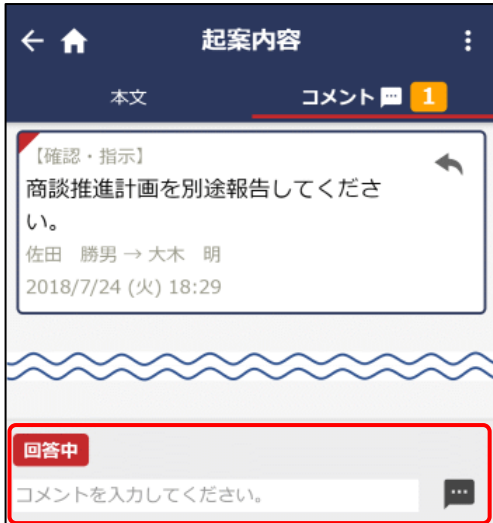 起案内容
本文
コメント 1
【確認・指示】
商談推進計画を別途報告してくださ
い。
佐田　勝男 → 大木　明
2018/7/24 (火) 18:29
回答中
コメントを入力してください。